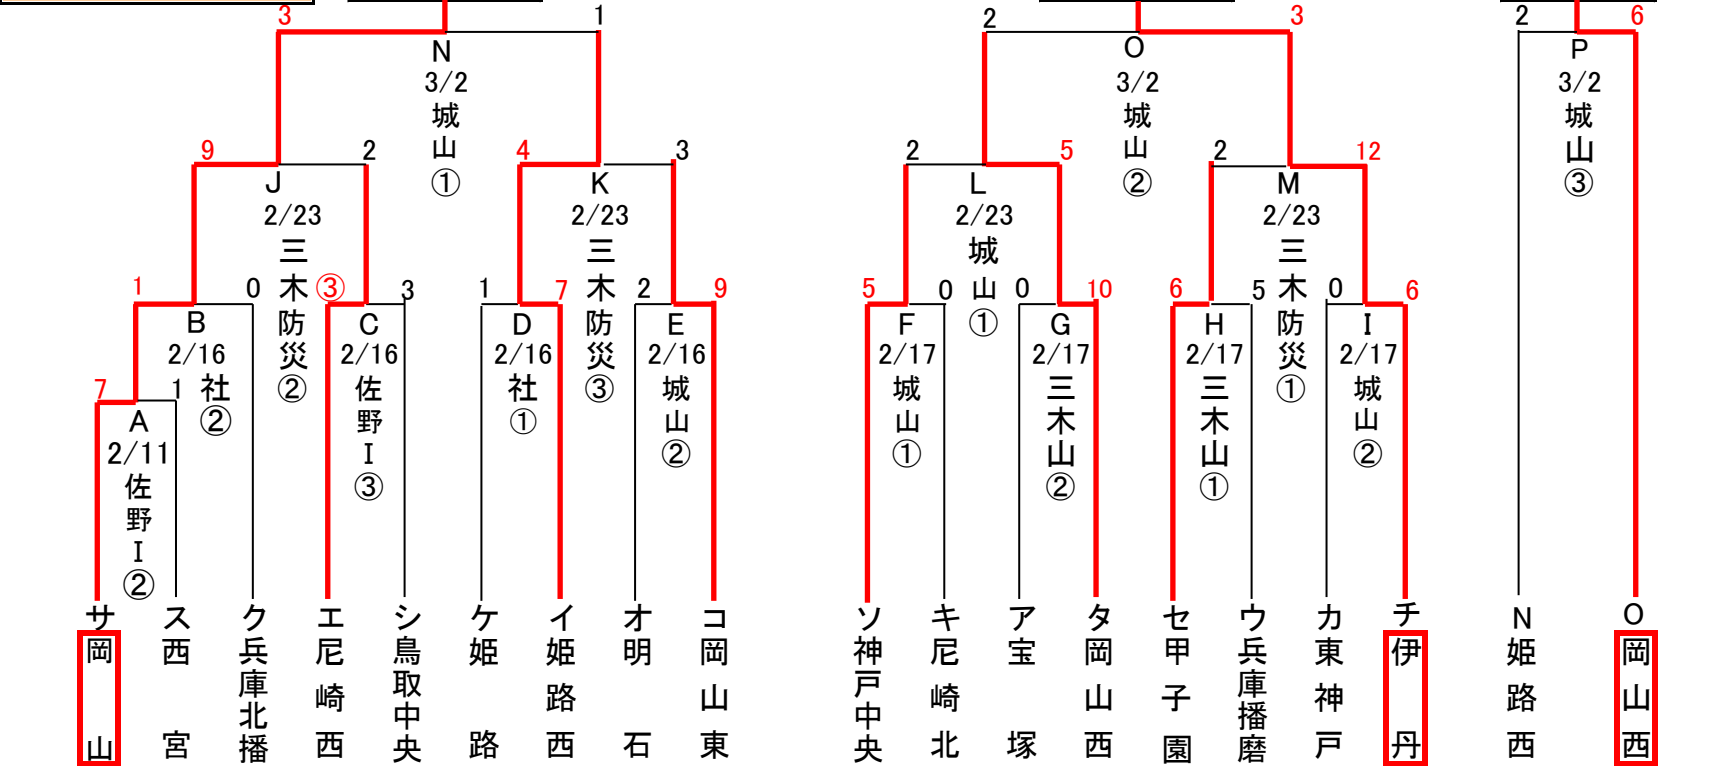 3 1 2 3 2 6
N O P
3/2 3/2 3/2
城山① 城山② 城山③
9 2 4 3 2 5 2 12
J K L M
2/23 2/23 2/23 2/23
三木防災② 三木防災③ 城山① 三木防災①
1 0 ③ 3 1 7 2 9 5 0 0 10 6 5 0 6
B C D E F G H I
2/16 2/16 2/16 2/16 2/17 2/17 2/17 2/17
社② 佐野Ⅰ③ 社① 城山② 城山① 三木山② 三木山① 城山②
7 1
A
2/11
佐野Ⅰ②
サ 岡山
ス 西宮
ク 兵庫北播
エ 尼崎西
シ 鳥取中央
ケ 姫路
イ 姫路西
オ 明石
コ 岡山東
ソ 神戸中央
キ 尼崎北
ア 宝塚
タ 岡山西
セ 甲子園
ウ 兵庫播磨
カ 東神戸
チ 伊丹
N 姫路西
O 岡山西